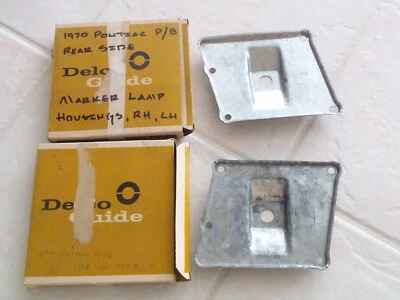 1970 PONTIAC P/B
REAR SIDE
Delco
Guide
MARKER LAMP
HOUSINGS, RH, LH
Delco
Guide